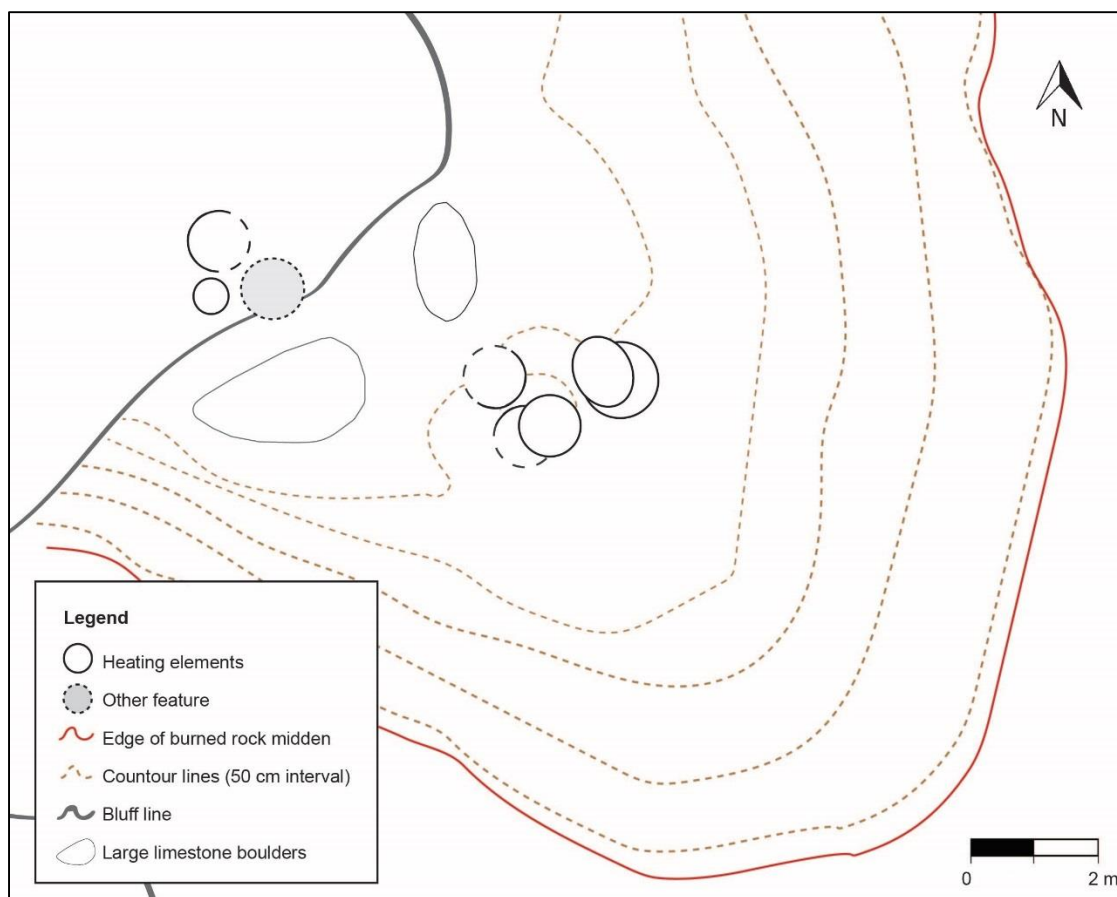 N
Legend
Heating elements
Other feature
Edge of burned rock midden
Countour lines (50 cm interval)
Bluff line
Large limestone boulders
0 2 m